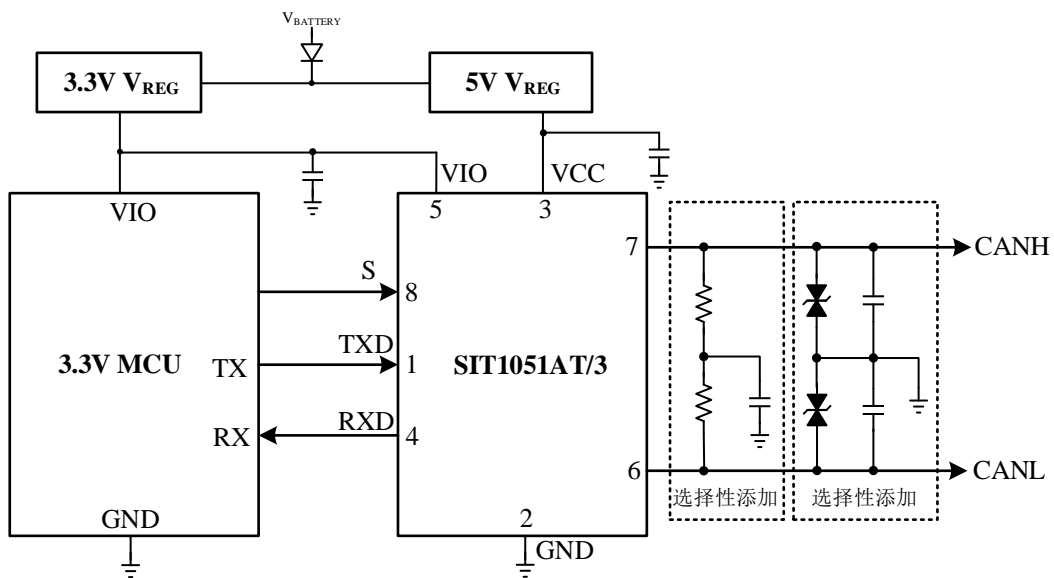 VBATTERY
3.3V VREG
5V VREG
VIO
VCC
VIO
5
3
7
CANH
S
8
3.3V MCU
TX
TXD
1
SIT1051AT/3
RX
RXD
4
6
CANL
选择性添加
选择性添加
GND
2
GND